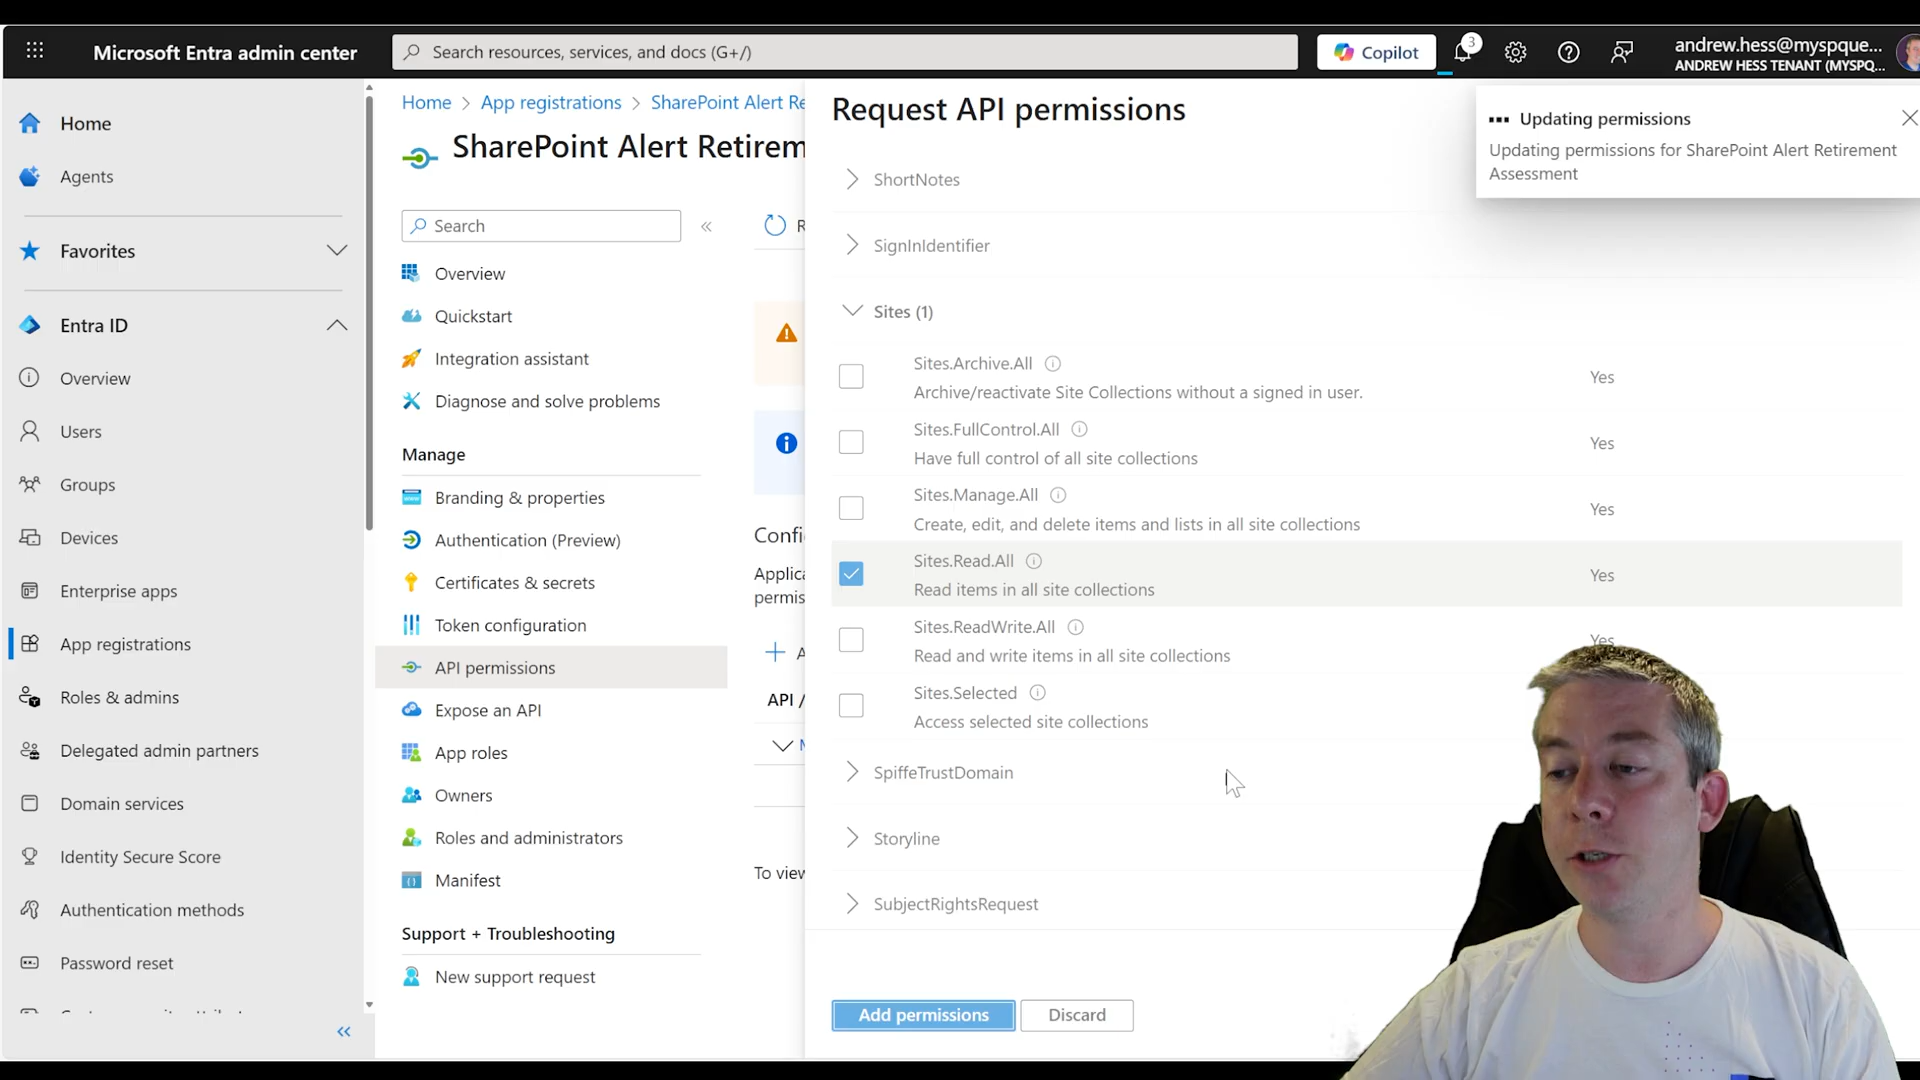 Microsoft Entra admin center
Search resources, services, and docs (G+/)
Copilot
3
andrew.hess@myspque...
ANDREW HESS TENANT (MYSPQ...
Home
Agents
Favorites
Entra ID
Overview
Users
Groups
Devices
Enterprise apps
App registrations
Roles & admins
Delegated admin partners
Domain services
Identity Secure Score
Authentication methods
Password reset
Home > App registrations > SharePoint Alert Re
SharePoint Alert Retirem
Search
Overview
Quickstart
Integration assistant
Diagnose and solve problems
Manage
Branding & properties
Authentication (Preview)
Certificates & secrets
Token configuration
API permissions
Expose an API
App roles
Owners
Roles and administrators
Manifest
Support + Troubleshooting
New support request
R
Confi
Applica
permis
A
API /
To view
Request API permissions
ShortNotes
SignInIdentifier
Sites (1)
Sites.Archive.All
Archive/reactivate Site Collections without a signed in user.
Yes
Sites.FullControl.All
Have full control of all site collections
Yes
Sites.Manage.All
Create, edit, and delete items and lists in all site collections
Yes
Sites.Read.All
Read items in all site collections
Yes
Sites.ReadWrite.All
Read and write items in all site collections
Yes
Sites.Selected
Access selected site collections
SpiffeTrustDomain
Storyline
SubjectRightsRequest
Add permissions
Discard
Updating permissions
Updating permissions for SharePoint Alert Retirement
Assessment